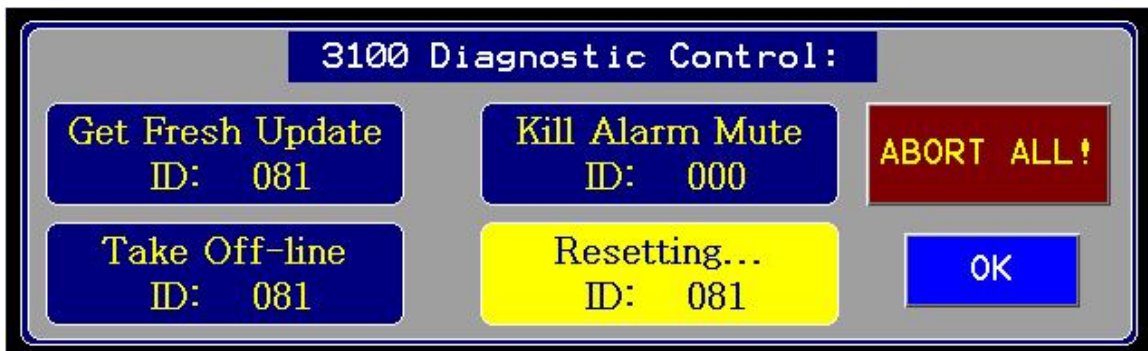 3100 Diagnostic Control:
Get Fresh Update
ID: 081
Kill Alarm Mute
ID: 000
ABORT ALL!
Take Off-line
ID: 081
Resetting...
ID: 081
OK